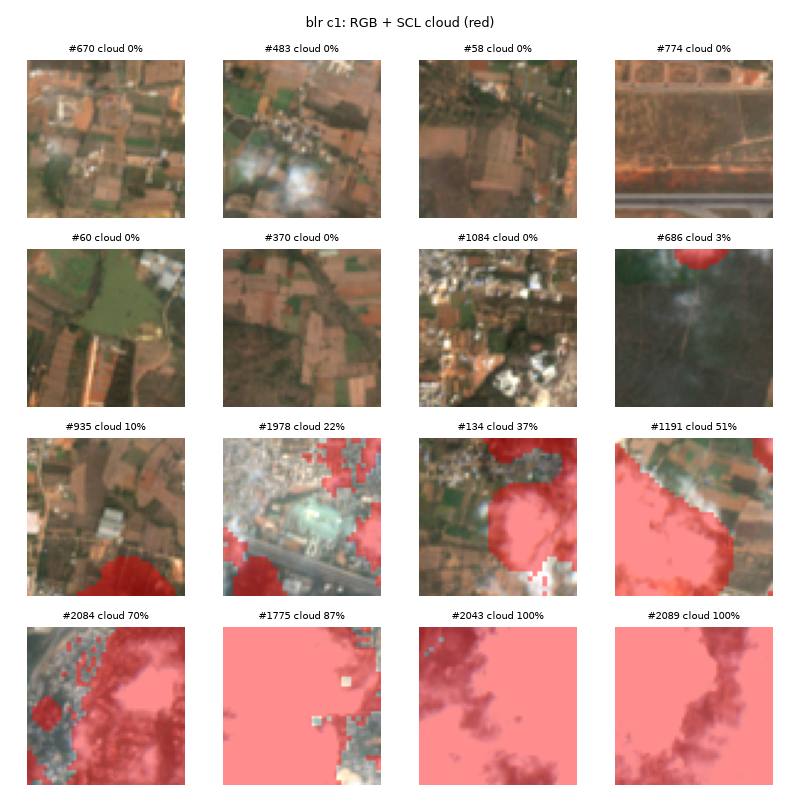 blr c1: RGB + SCL cloud (red)
#670 cloud 0%
#483 cloud 0%
#58 cloud 0%
#774 cloud 0%
#60 cloud 0%
#370 cloud 0%
#1084 cloud 0%
#686 cloud 3%
#935 cloud 10%
#1978 cloud 22%
#134 cloud 37%
#1191 cloud 51%
#2084 cloud 70%
#1775 cloud 87%
#2043 cloud 100%
#2089 cloud 100%